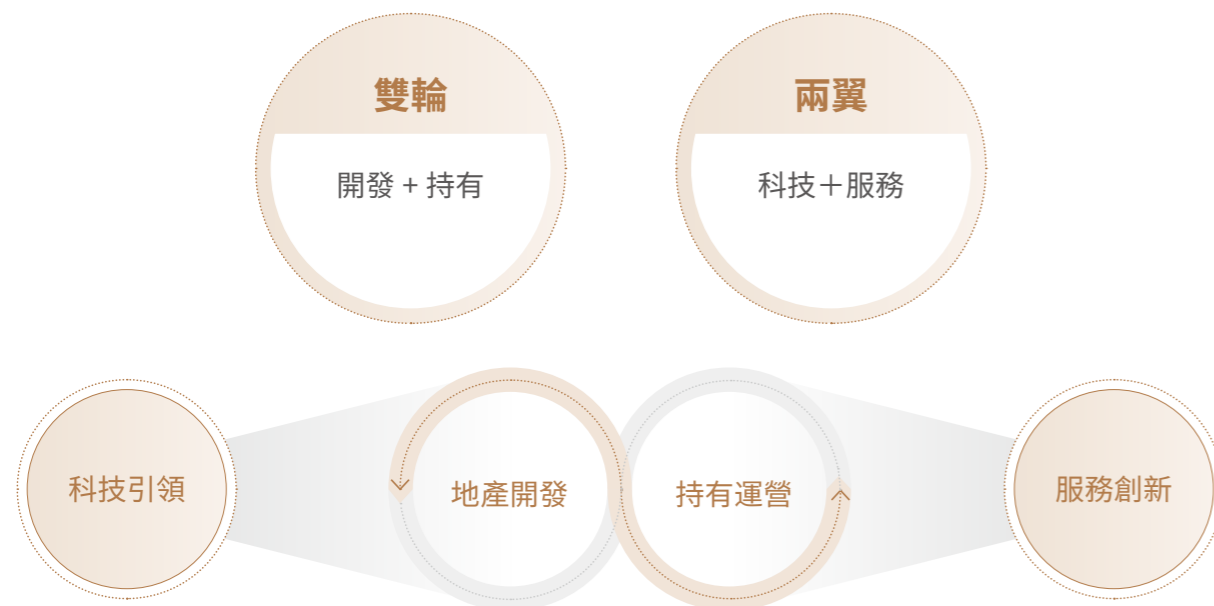 雙輪
開發 + 持有
兩翼
科技＋服務
科技引領
地產開發
持有運營
服務創新